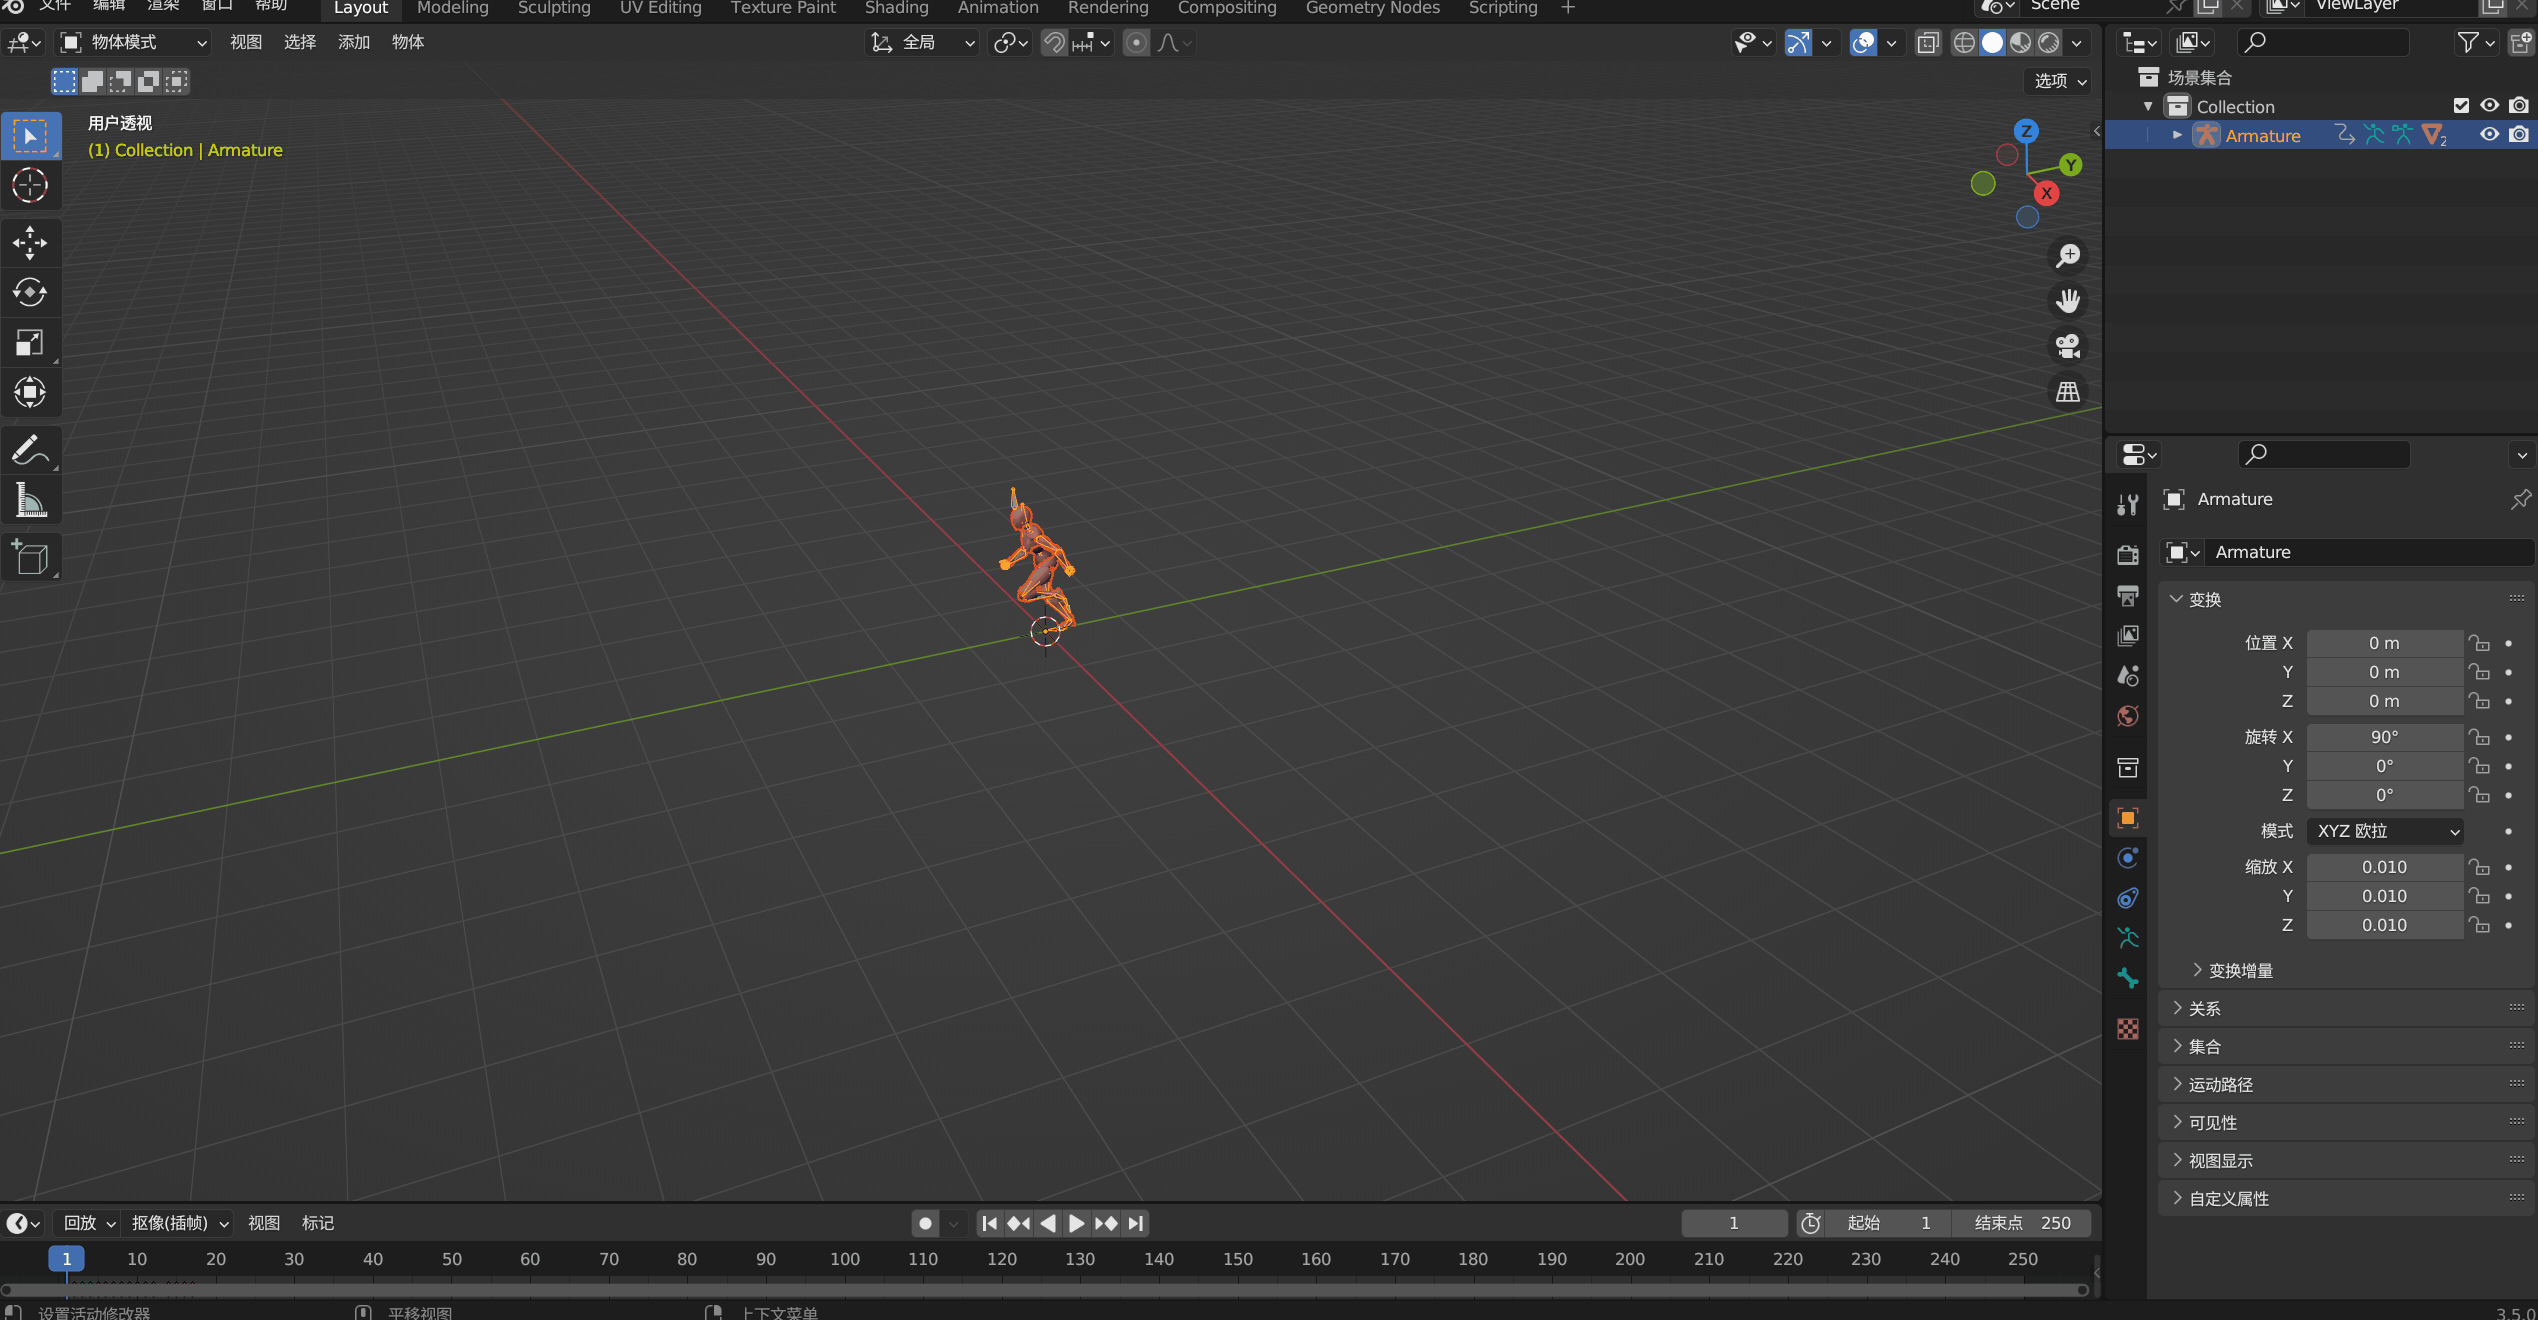 文件 编辑 渲染 窗口 帮助 Layout Modeling Sculpting UV Editing Texture Paint Shading Animation Rendering Compositing Geometry Nodes Scripting + Scene ViewLayer
物体模式 视图 选择 添加 物体 全局
选项
用户透视
(1) Collection | Armature
Z
Y
X
场景集合
Collection
Armature 2
Armature
Armature
变换
位置 X 0 m
Y 0 m
Z 0 m
旋转 X 90°
Y 0°
Z 0°
模式 XYZ 欧拉
缩放 X 0.010
Y 0.010
Z 0.010
变换增量
关系
集合
运动路径
可见性
视图显示
自定义属性
回放 抠像(插帧) 视图 标记 1 起始 1 结束点 250
1 10 20 30 40 50 60 70 80 90 100 110 120 130 140 150 160 170 180 190 200 210 220 230 240 250
设置活动修改器 平移视图 上下文菜单 3.5.0